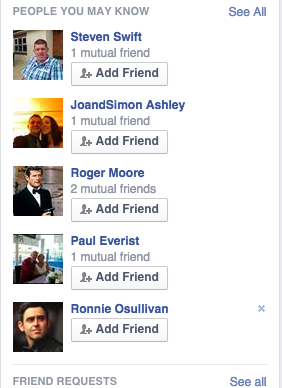 PEOPLE YOU MAY KNOW See All
Steven Swift
1 mutual friend
Add Friend
JoandSimon Ashley
1 mutual friend
Add Friend
Roger Moore
2 mutual friends
Add Friend
Paul Everist
1 mutual friend
Add Friend
Ronnie Osullivan
Add Friend
FRIEND REQUESTS See all